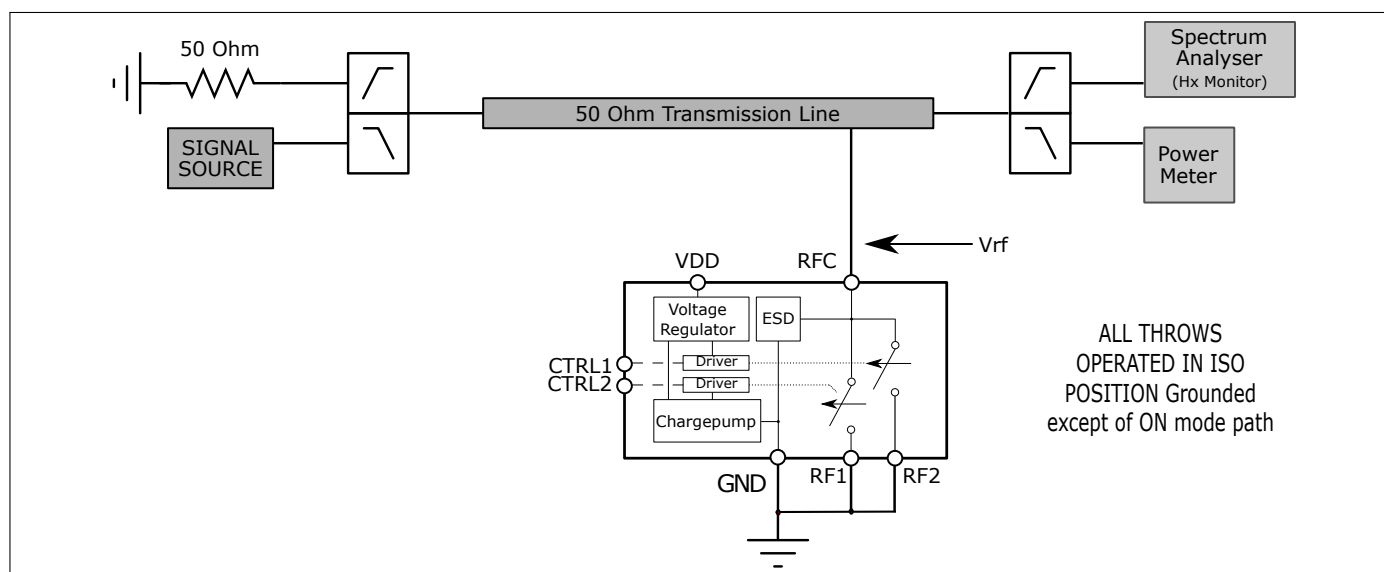 50 Ohm
SIGNAL
SOURCE
50 Ohm Transmission Line
Spectrum
Analyser
(Hx Monitor)
Power
Meter
Vrf
VDD
RFC
Voltage
Regulator
ESD
CTRL1
Driver
CTRL2
Driver
Chargepump
GND
RF1
RF2
ALL THROWS
OPERATED IN ISO
POSITION Grounded
except of ON mode path